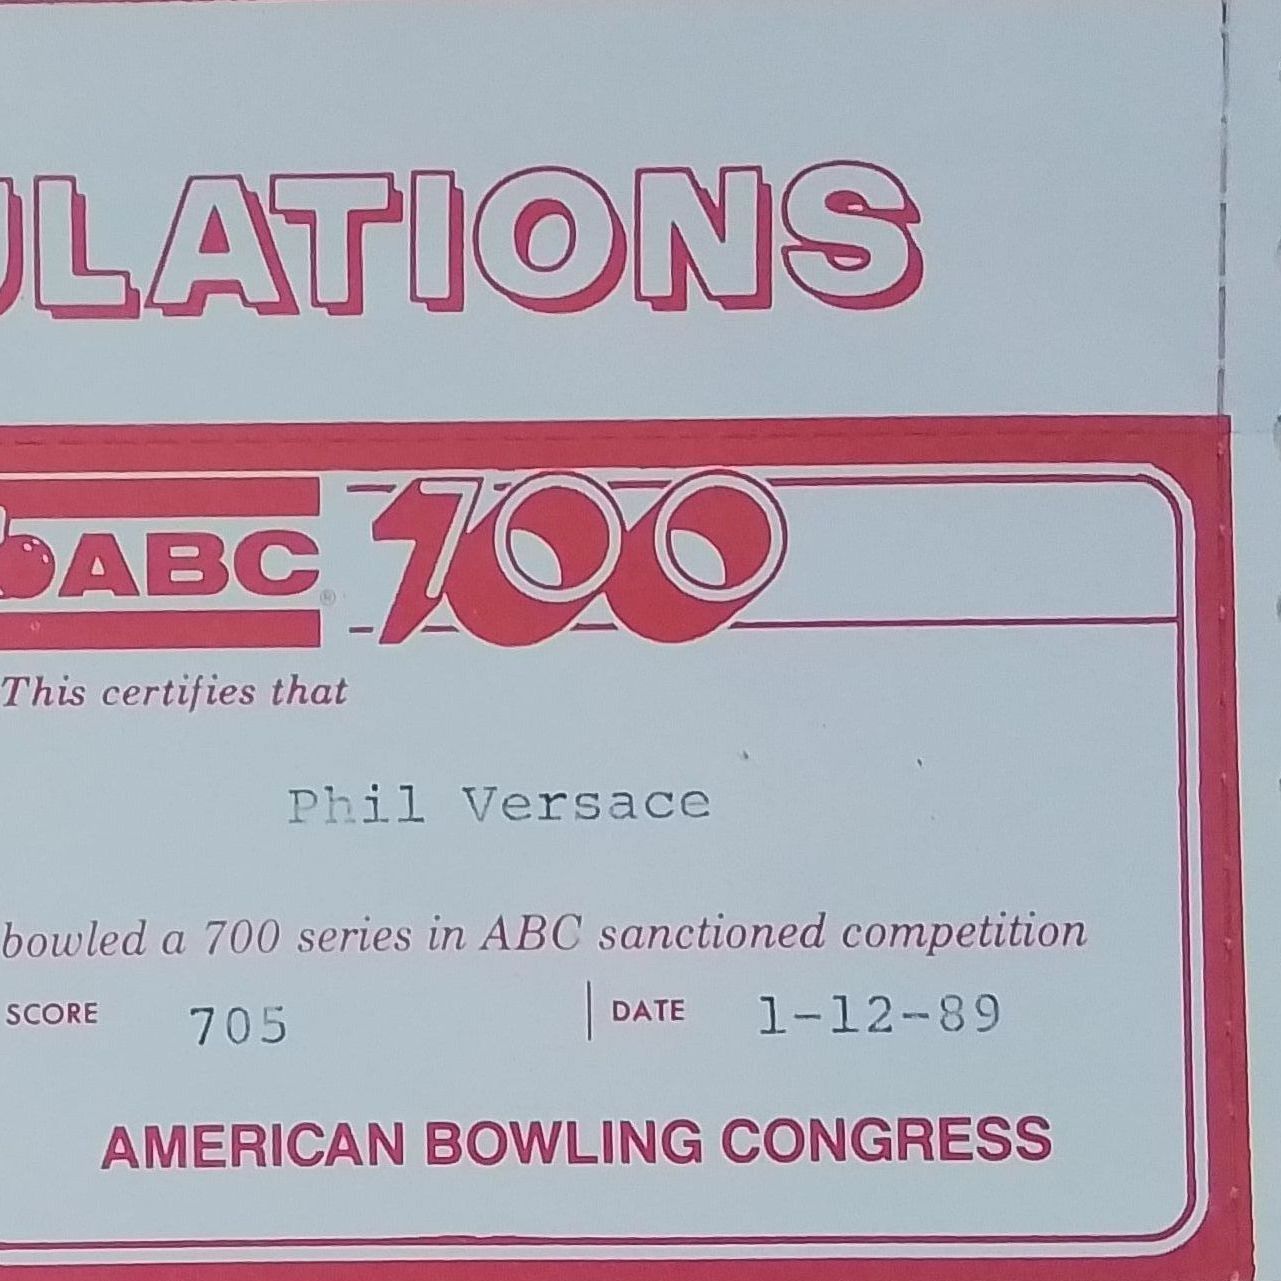 ULATIONS
ABC® 700
This certifies that
Phil Versace
bowled a 700 series in ABC sanctioned competition
SCORE 705 | DATE 1-12-89
AMERICAN BOWLING CONGRESS